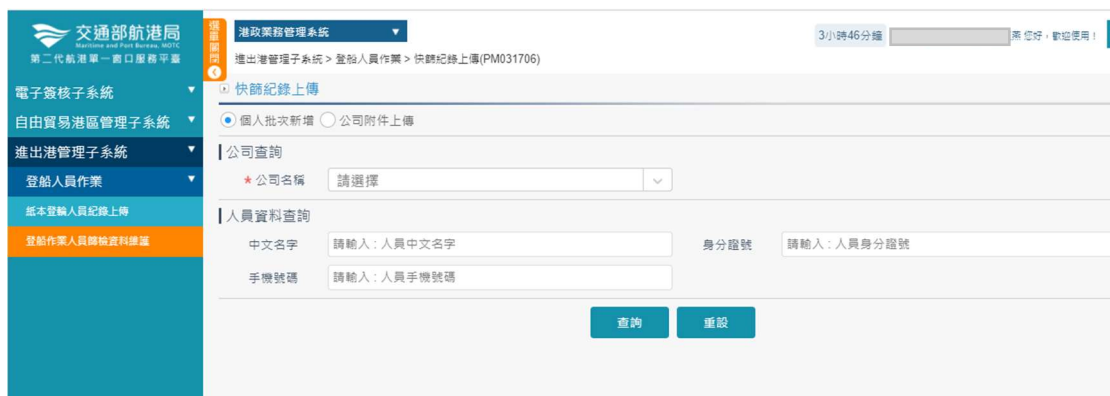 交通部航港局
Maritime and Port Bureau, MOTC
第二代航港單一窗口服務平臺
選單開關
港政業務管理系統
3小時46分鐘
您好,歡迎使用!
進出港管理子系統 > 登船人員作業 > 快篩紀錄上傳(PM031706)
電子簽核子系統
自由貿易港區管理子系統
進出港管理子系統
登船人員作業
紙本登輪人員紀錄上傳
登船作業人員篩檢資料維護
快篩紀錄上傳
個人批次新增 公司附件上傳
公司查詢
* 公司名稱 請選擇
人員資料查詢
中文名字 請輸入 : 人員中文名字 身分證號 請輸入 : 人員身分證號
手機號碼 請輸入 : 人員手機號碼
查詢 重設